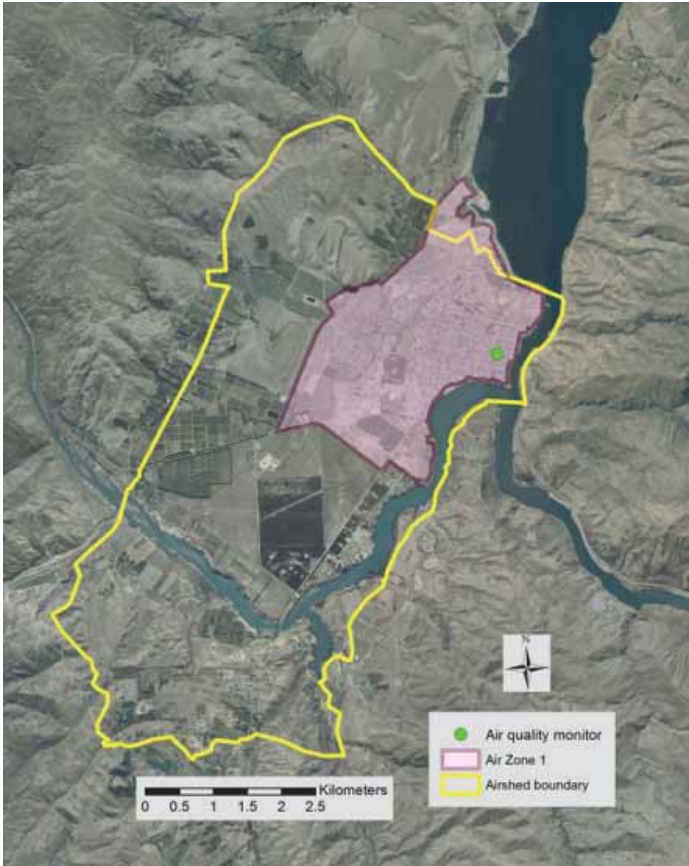 N
Air quality monitor
Air Zone 1
Airshed boundary
Kilometers
0 0.5 1 1.5 2 2.5